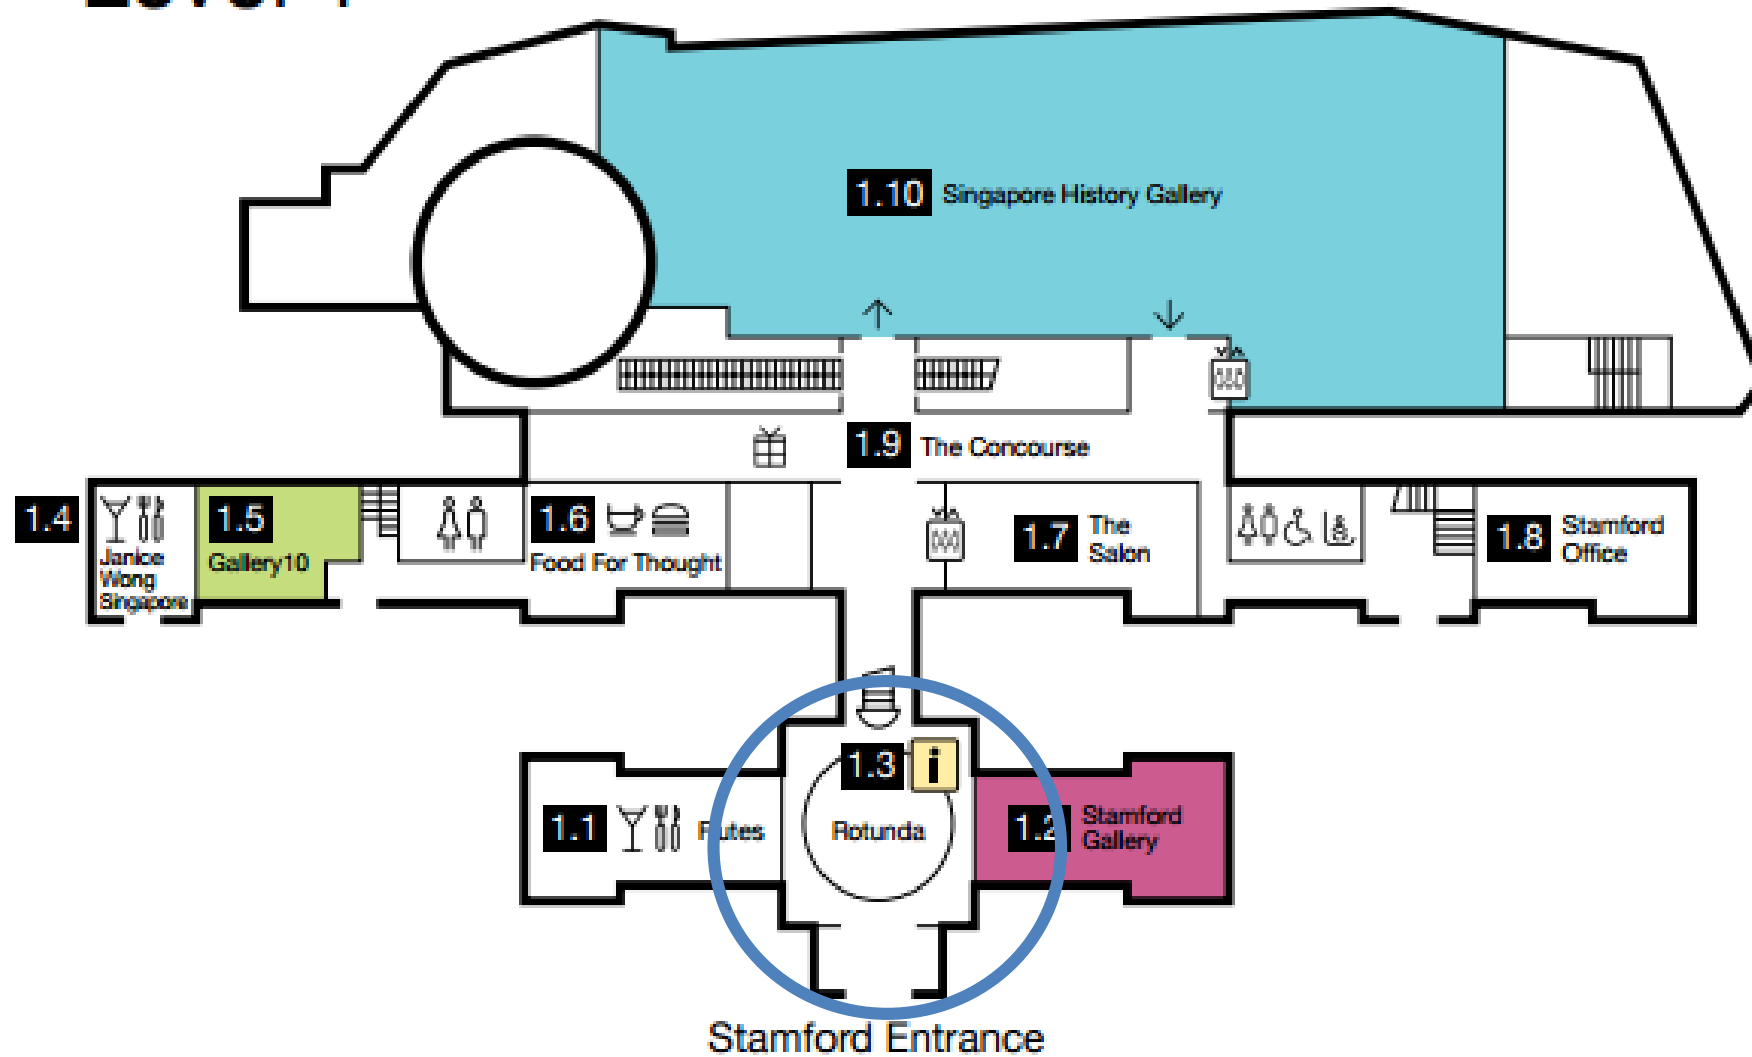 1.10 Singapore History Gallery
1.9 The Concourse
1.4
Janice
Wong
Singapore
1.5
Gallery10
1.6
Food For Thought
1.7 The
Salon
1.8 Stamford
Office
1.3 i
Rotunda
1.1
1.2 Stamford
Gallery
Stamford Entrance